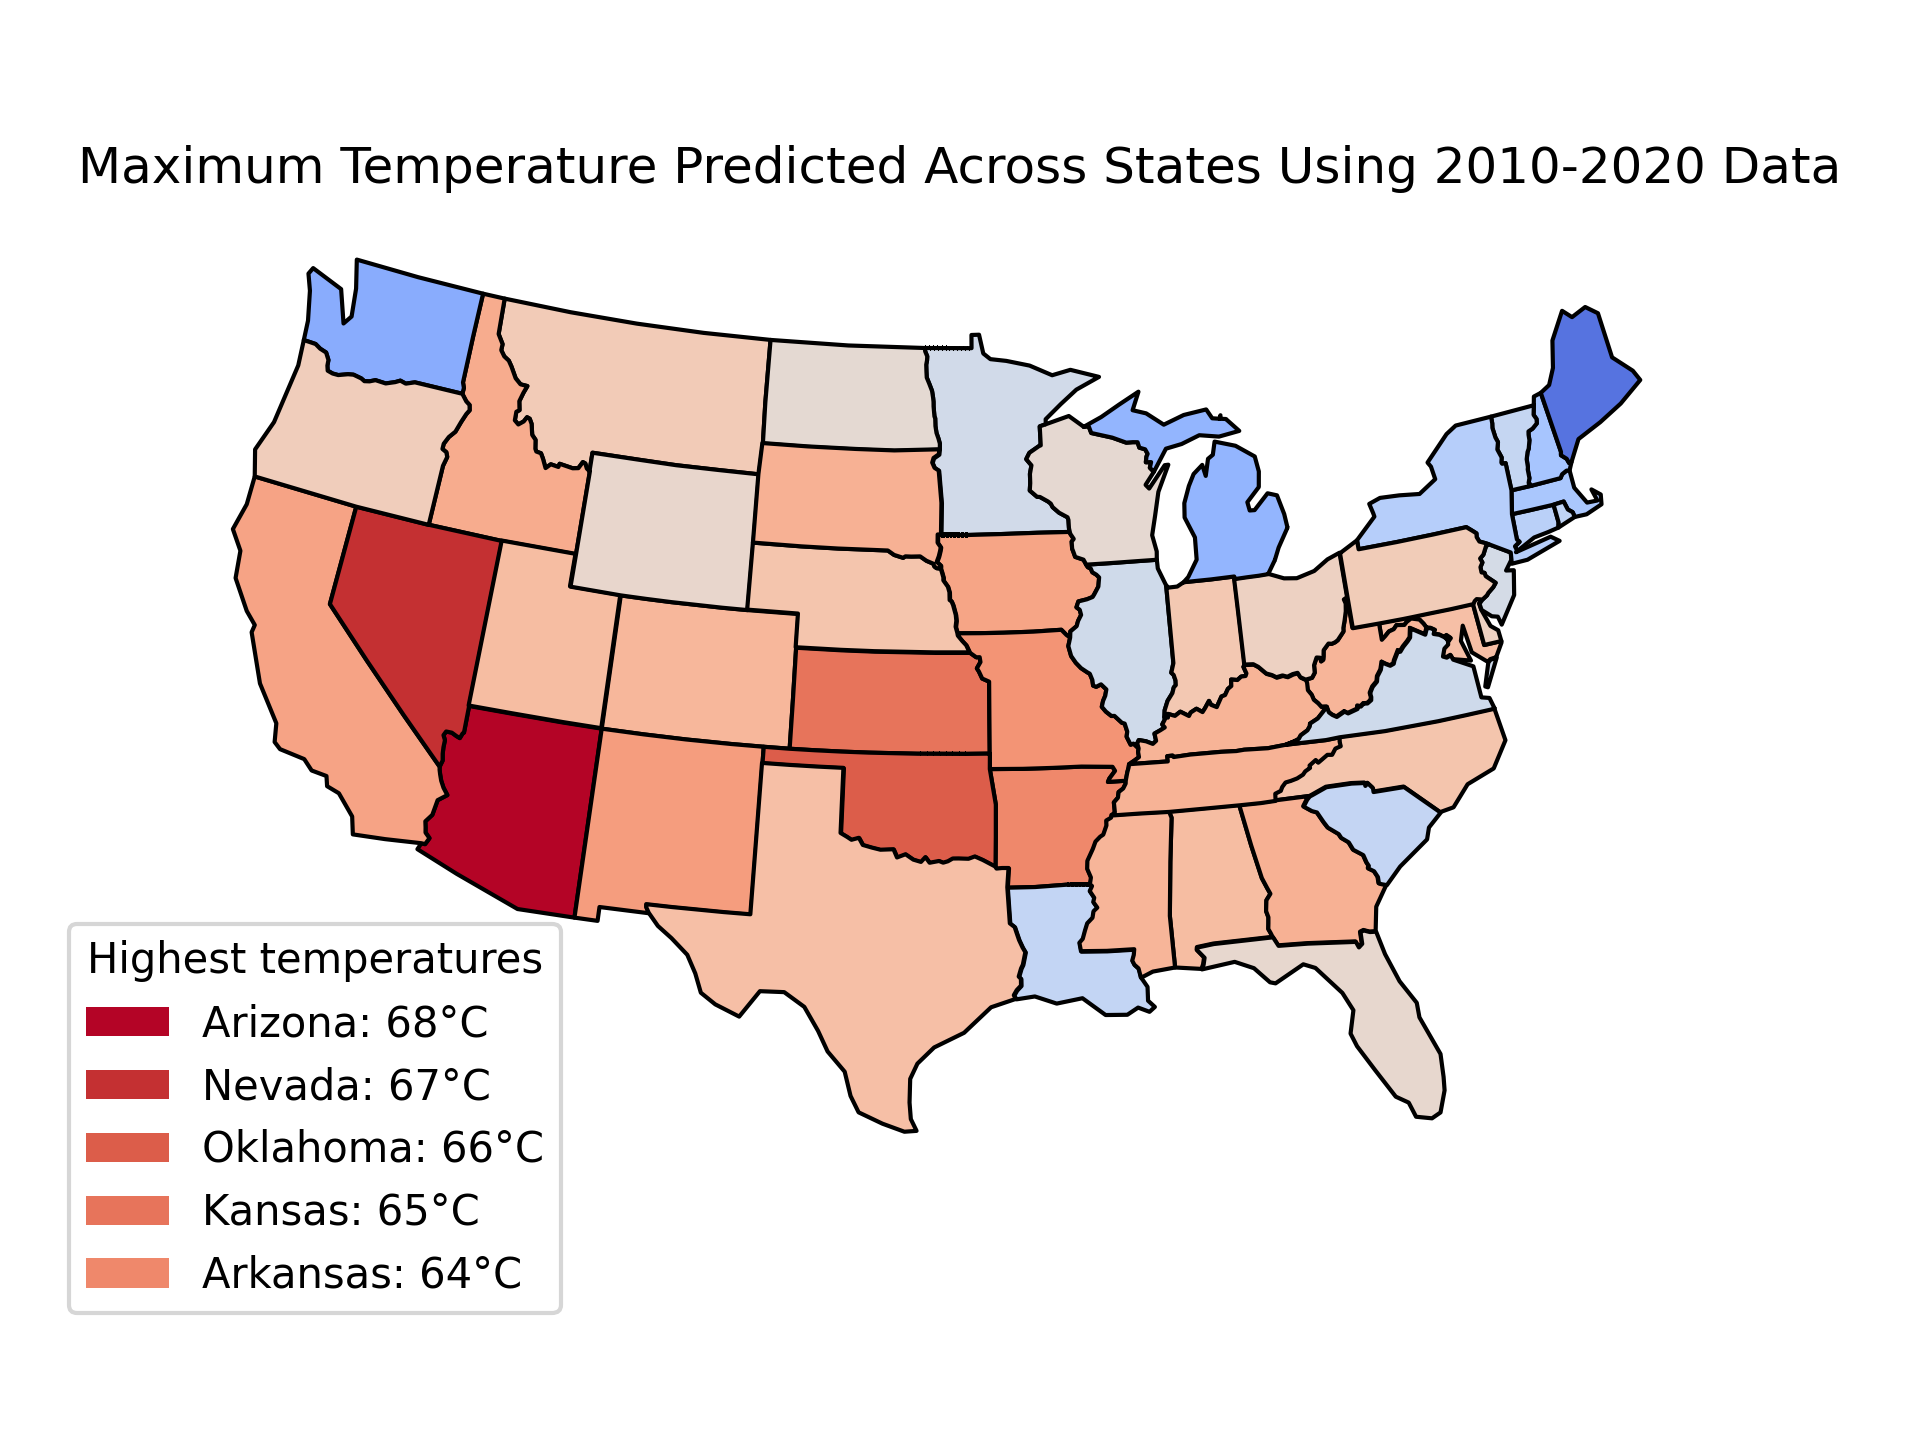 Maximum Temperature Predicted Across States Using 2010-2020 Data
Highest temperatures
Arizona: 68°C
Nevada: 67°C
Oklahoma: 66°C
Kansas: 65°C
Arkansas: 64°C